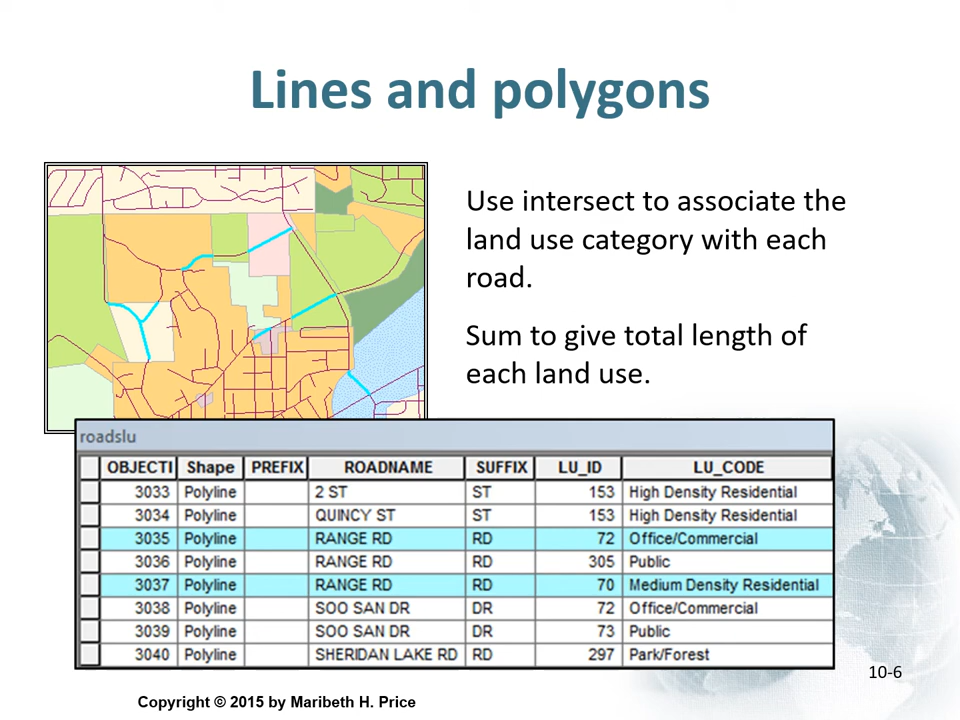 Lines and polygons
Use intersect to associate the
land use category with each
road.
Sum to give total length of
each land use.
roadslu
OBJECTI Shape PREFIX ROADNAME SUFFIX LU_ID LU_CODE
3033 Polyline 2 ST ST 153 High Density Residential
3034 Polyline QUINCY ST ST 153 High Density Residential
3035 Polyline RANGE RD RD 72 Office/Commercial
3036 Polyline RANGE RD RD 305 Public
3037 Polyline RANGE RD RD 70 Medium Density Residential
3038 Polyline SOO SAN DR DR 72 Office/Commercial
3039 Polyline SOO SAN DR DR 73 Public
3040 Polyline SHERIDAN LAKE RD RD 297 Park/Forest
10-6
Copyright © 2015 by Maribeth H. Price